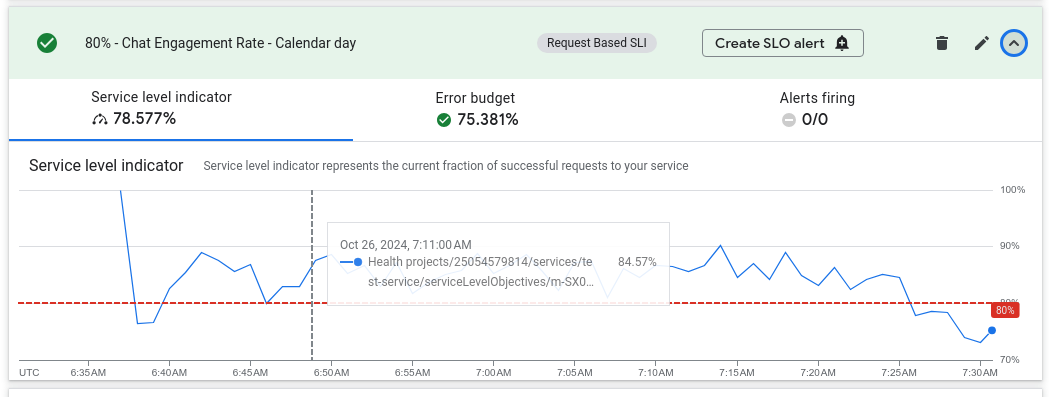 80% - Chat Engagement Rate - Calendar day
Request Based SLI
Create SLO alert
Service level indicator
78.577%
Error budget
75.381%
Alerts firing
0/0
Service level indicator
Service level indicator represents the current fraction of successful requests to your service
100%
90%
80%
80%
70%
Oct 26, 2024, 7:11:00 AM
Health projects/25054579814/services/te 84.57%
st-service/serviceLevelObjectives/m-SX0...
UTC 6:35 AM 6:40 AM 6:45 AM 6:50 AM 6:55 AM 7:00 AM 7:05 AM 7:10 AM 7:15 AM 7:20 AM 7:25 AM 7:30 AM